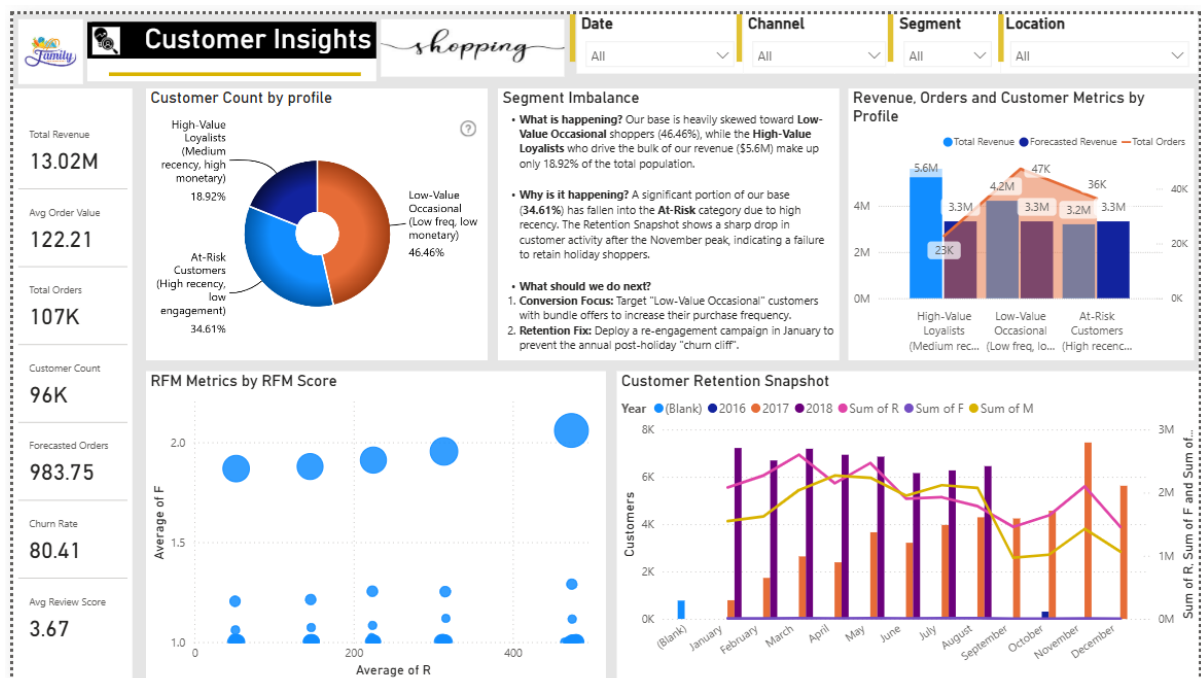 Family
Customer Insights
shopping
Date
All
Channel
All
Segment
All
Location
All
Total Revenue
13.02M
Avg Order Value
122.21
Total Orders
107K
Customer Count
96K
Forecasted Orders
983.75
Churn Rate
80.41
Avg Review Score
3.67
Customer Count by profile
?
High-Value
Loyalists
(Medium
recency, high
monetary)
18.92%
Low-Value
Occasional
(Low freq, low
monetary)
46.46%
At-Risk
Customers
(High recency,
low
engagement)
34.61%
Segment Imbalance
• What is happening? Our base is heavily skewed toward Low-
Value Occasional shoppers (46.46%), while the High-Value
Loyalists who drive the bulk of our revenue ($5.6M) make up
only 18.92% of the total population.
• Why is it happening? A significant portion of our base
(34.61%) has fallen into the At-Risk category due to high
recency. The Retention Snapshot shows a sharp drop in
customer activity after the November peak, indicating a failure
to retain holiday shoppers.
• What should we do next?
1. Conversion Focus: Target "Low-Value Occasional" customers
with bundle offers to increase their purchase frequency.
2. Retention Fix: Deploy a re-engagement campaign in January to
prevent the annual post-holiday "churn cliff".
Revenue, Orders and Customer Metrics by
Profile
Total Revenue Forecasted Revenue Total Orders
5.6M
3.3M
23K
4.2M
47K
3.3M
3.2M
36K
3.3M
4M
2M
0M
40K
20K
0K
High-Value
Loyalists
(Medium rec...
Low-Value
Occasional
(Low freq, lo...
At-Risk
Customers
(High recenc...
RFM Metrics by RFM Score
Average of F
2.0
1.5
1.0
0
200
400
Average of R
Customer Retention Snapshot
Year (Blank) 2016 2017 2018 Sum of R Sum of F Sum of M
Customers
8K
6K
4K
2K
0K
3M
2M
1M
0M
Sum of R, Sum of F and Sum of...
(Blank)
January
February
March
April
May
June
July
August
September
October
November
December